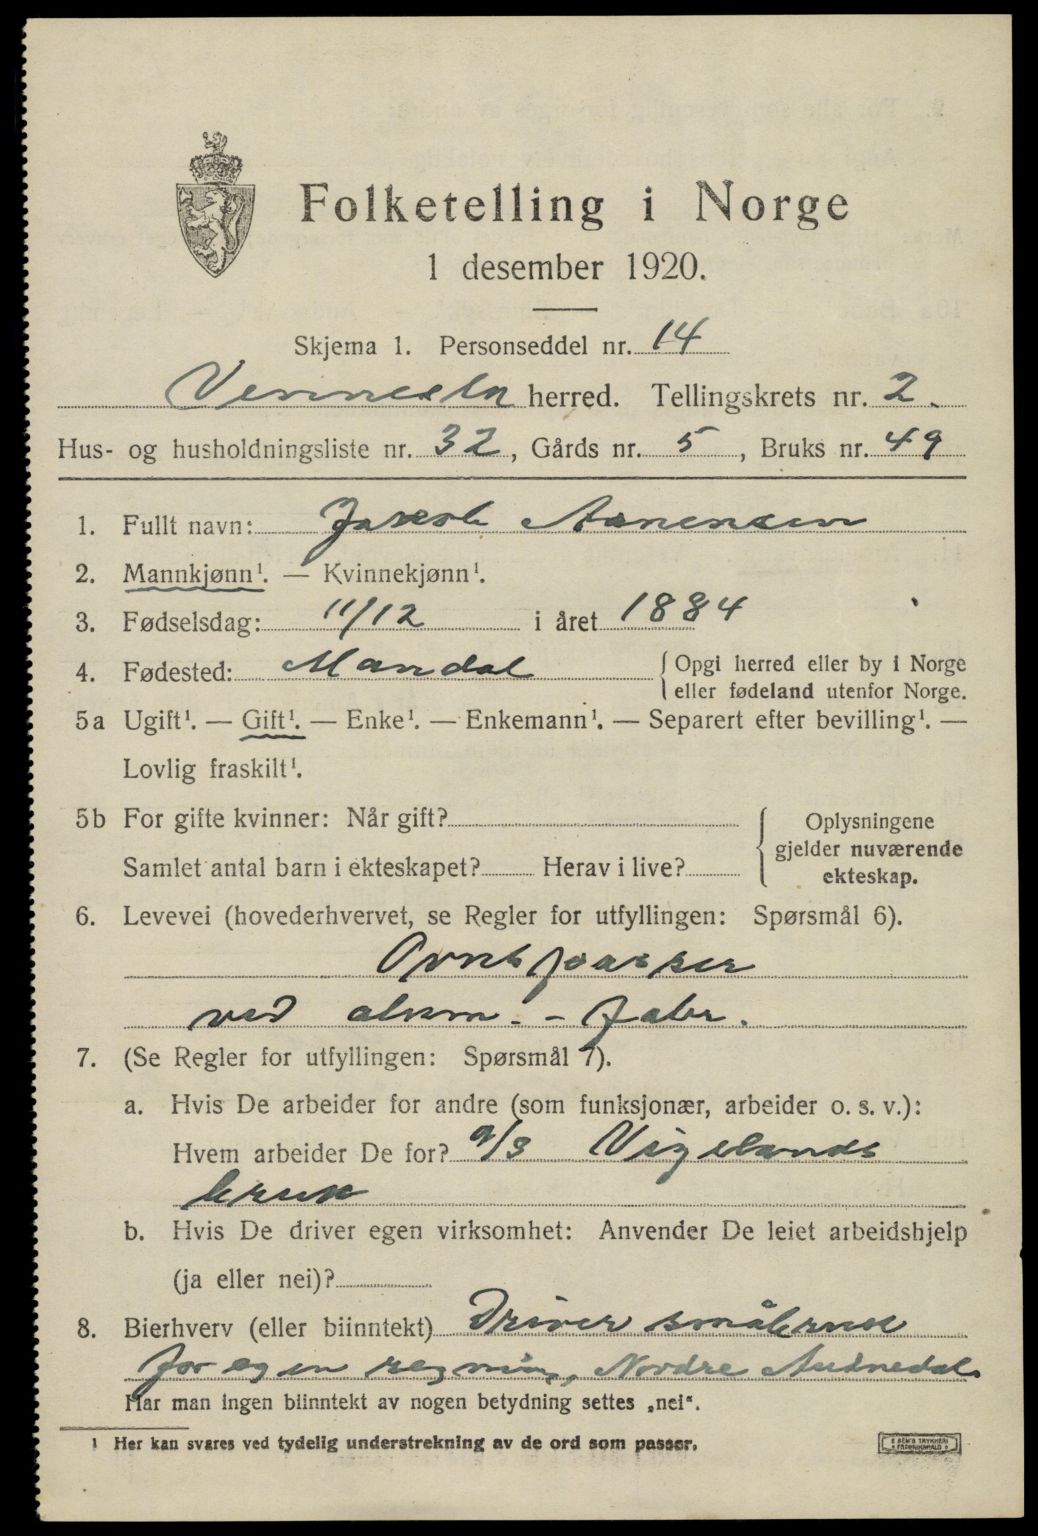 Folketelling i Norge
1 desember 1920.
Skjema 1. Personseddel nr. 14
Vennesla herred. Tellingskrets nr. 2.
Hus- og husholdningsliste nr. 32, Gårds nr. 5, Bruks nr. 49
1. Fullt navn: Jakob Asnensen
2. Mannkjønn¹. — Kvinnekjønn¹.
3. Fødselsdag: 11/12 i året 1884
4. Fødested: Mandal {Opgi herred eller by i Norge
eller fødeland utenfor Norge.
5a Ugift¹. — Gift¹. — Enke¹. — Enkemann¹. — Separert efter bevilling¹. —
Lovlig fraskilt¹.
5b For gifte kvinner: Når gift?
Samlet antal barn i ekteskapet? Herav i live?
Oplysningene
gjelder nuværende
ekteskap.
6. Levevei (hovederhvervet, se Regler for utfyllingen: Spørsmål 6).
Ovnspasser
ved alum. - fabr.
7. (Se Regler for utfyllingen: Spørsmål 7).
a. Hvis De arbeider for andre (som funksjonær, arbeider o. s. v.):
Hvem arbeider De for? A/S Vigelands
bruk
b. Hvis De driver egen virksomhet: Anvender De leiet arbeidshjelp
(ja eller nei)?
8. Bierhverv (eller biinntekt) Driver småbruk
for egen regning, Nordre Audnedal.
Har man ingen biinntekt av nogen betydning settes „nei“.
1 Her kan svares ved tydelig understrekning av de ord som passer.